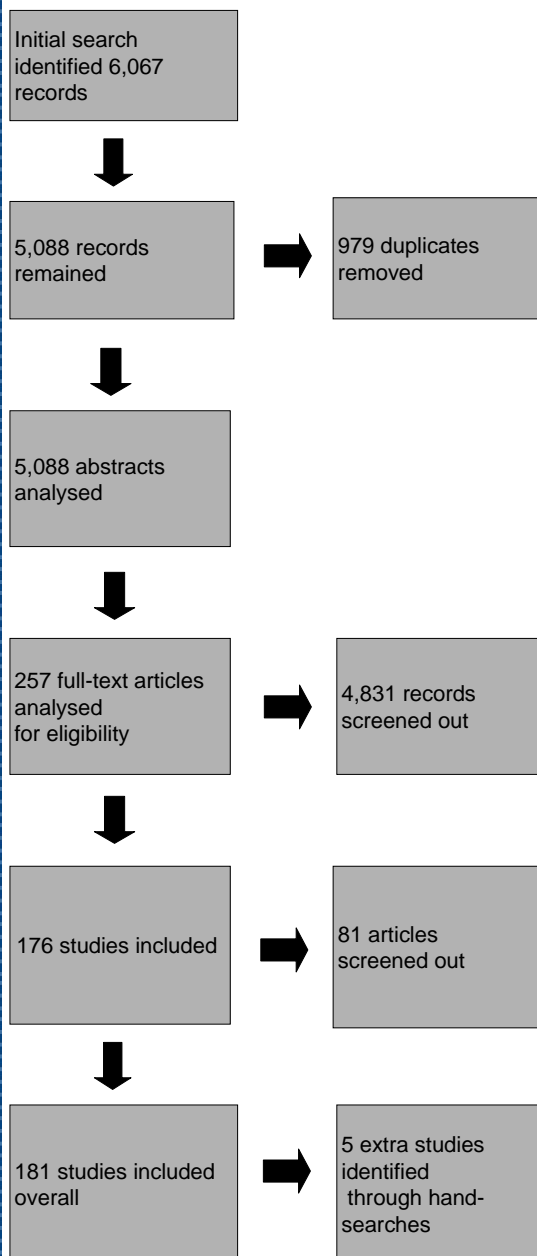 Initial search
identified 6,067
records
5,088 records
remained
979 duplicates
removed
5,088 abstracts
analysed
257 full-text articles
analysed
for eligibility
4,831 records
screened out
176 studies included
81 articles
screened out
181 studies included
overall
5 extra studies
identified
through hand-
searches